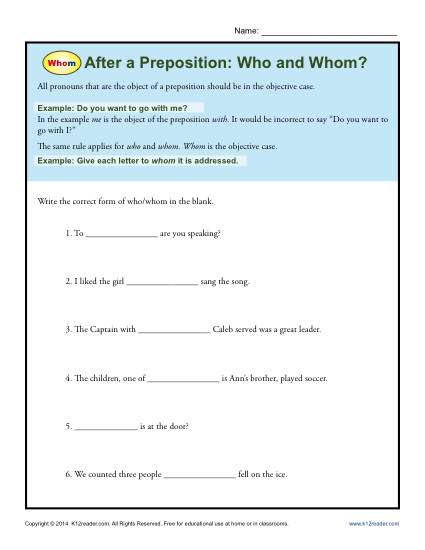 Name: ______________________________
Whom
After a Preposition: Who and Whom?
All pronouns that are the object of a preposition should be in the objective case.
Example: Do you want to go with me?
In the example me is the object of the preposition with. It would be incorrect to say “Do you want to
go with I?”
The same rule applies for who and whom. Whom is the objective case.
Example: Give each letter to whom it is addressed.
Write the correct form of who/whom in the blank.
1. To ________________ are you speaking?
2. I liked the girl ________________ sang the song.
3. The Captain with ________________ Caleb served was a great leader.
4. The children, one of ________________ is Ann’s brother, played soccer.
5. ______________ is at the door?
6. We counted three people ________________ fell on the ice.
Copyright © 2014 K12reader.com. All Rights Reserved. Free for educational use at home or in classrooms. www.k12reader.com